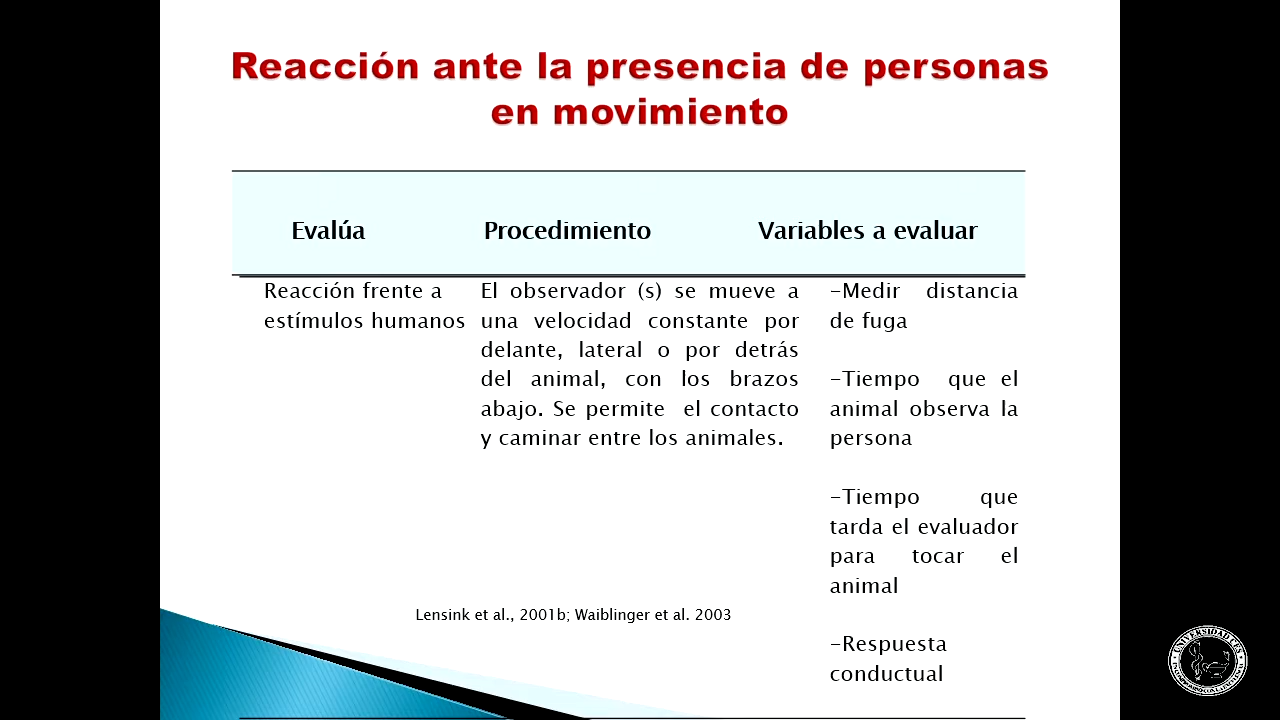 Reacción ante la presencia de personas
en movimiento
Evalúa
Procedimiento
Variables a evaluar
Reacción frente a
estímulos humanos
El observador (s) se mueve a
una velocidad constante por
delante, lateral o por detrás
del animal, con los brazos
abajo. Se permite el contacto
y caminar entre los animales.
-Medir distancia
de fuga
-Tiempo que el
animal observa la
persona
-Tiempo que
tarda el evaluador
para tocar el
animal
-Respuesta
conductual
Lensink et al., 2001b; Waiblinger et al. 2003
UNIVERSIDAD CES